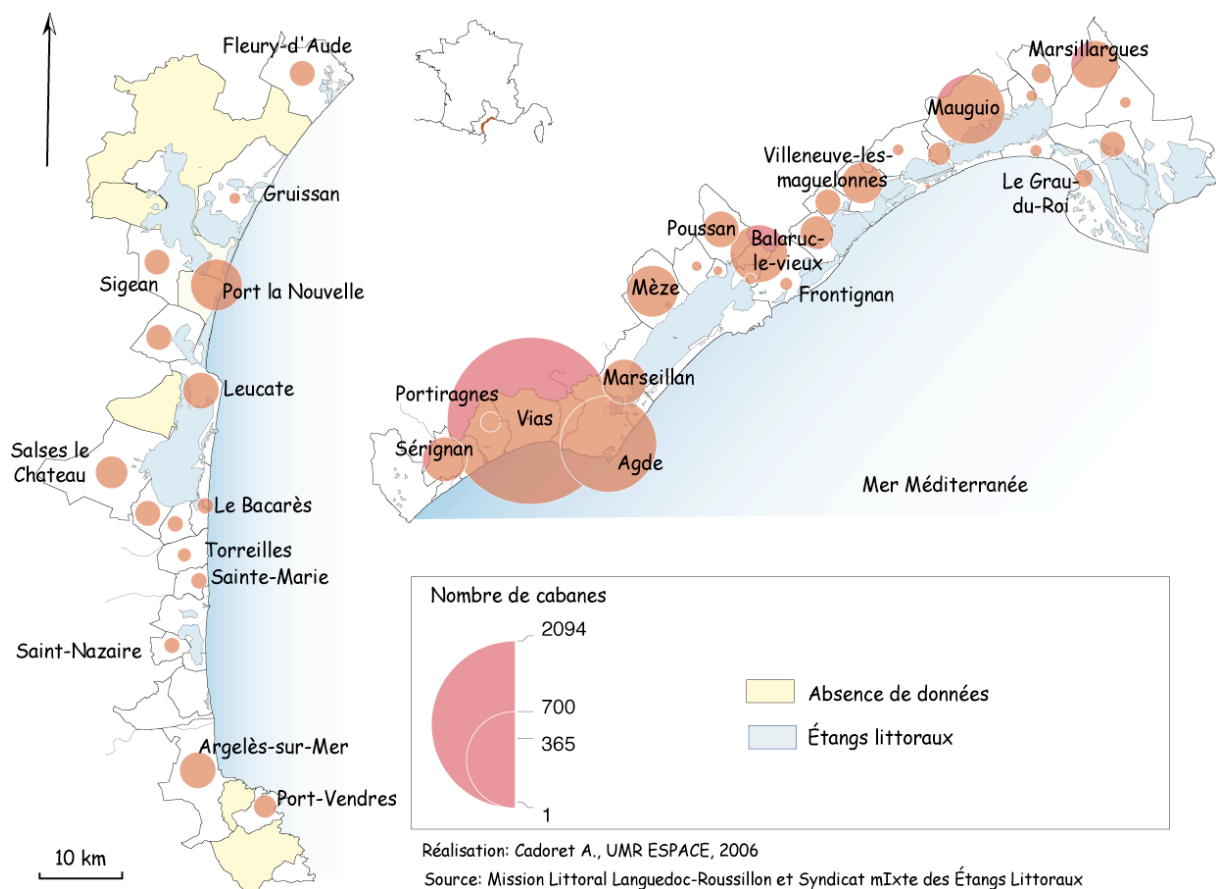 Fleury-d'Aude
Gruissan
Sigean
Port la Nouvelle
Leucate
Salses le
Chateau
Le Bacarès
Torreilles
Sainte-Marie
Saint-Nazaire
Argelès-sur-Mer
Port-Vendres
10 km
Marsillargues
Mauguio
Villeneuve-les-
maguelonnes
Le Grau-
du-Roi
Poussan
Balaruc-
le-vieux
Mèze
Frontignan
Marseillan
Portiragnes
Vias
Sérignan
Agde
Mer Méditerranée
Nombre de cabanes
2094
700
365
1
Absence de données
Étangs littoraux
Réalisation: Cadoret A., UMR ESPACE, 2006
Source: Mission Littoral Languedoc-Roussillon et Syndicat mIxte des Étangs Littoraux